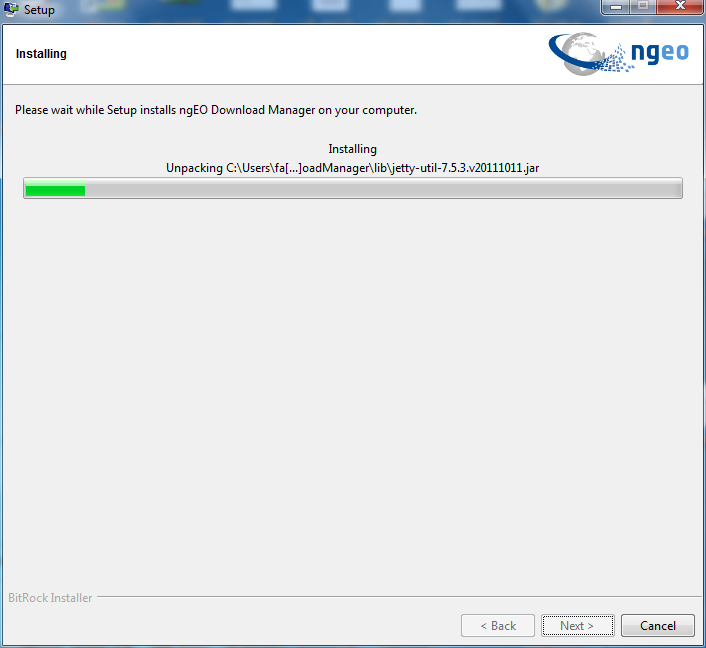 Setup
Installing
ngeo
Please wait while Setup installs ngEO Download Manager on your computer.
Installing
Unpacking C:\Users\fa[...]oadManager\lib\jetty-util-7.5.3.v20111011.jar
BitRock Installer
< Back
Next >
Cancel